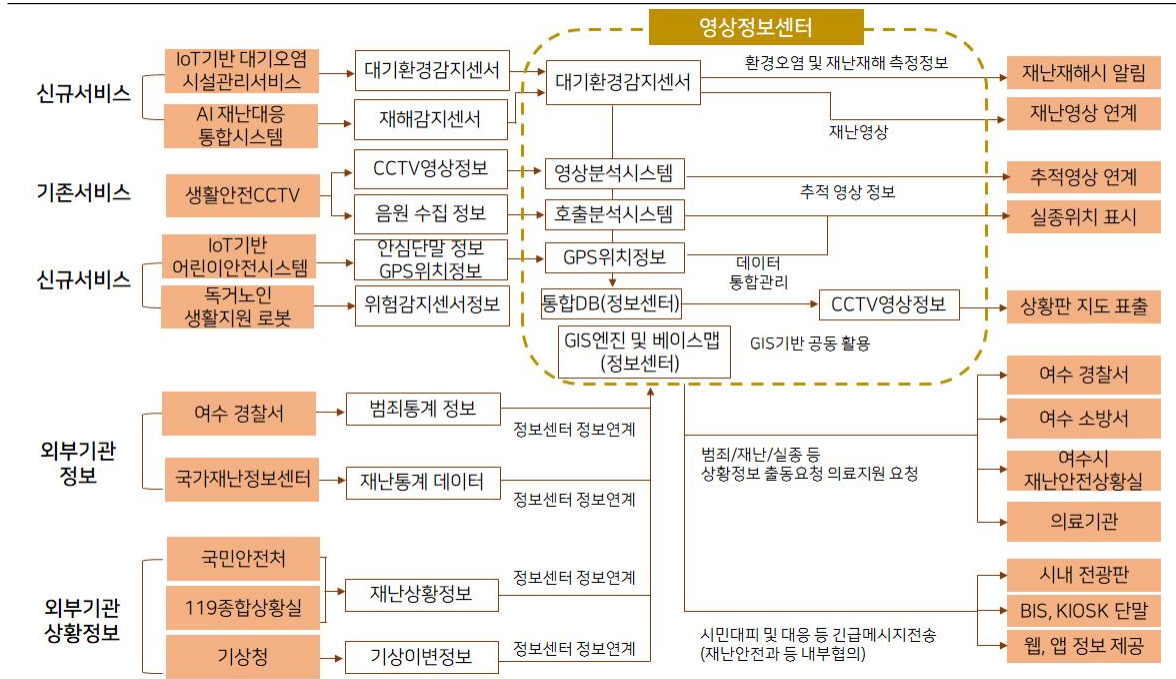 영상정보센터
신규서비스
IoT기반 대기오염
시설관리서비스
대기환경감지센서
AI 재난대응
통합시스템
재해감지센서
대기환경감지센서
환경오염 및 재난재해 측정정보
재난재해시 알림
재난영상
재난영상 연계
기존서비스
생활안전CCTV
CCTV영상정보
음원 수집 정보
영상분석시스템
호출분석시스템
추적 영상 정보
추적영상 연계
실종위치 표시
신규서비스
IoT기반
어린이안전시스템
안심단말 정보
GPS위치정보
GPS위치정보
독거노인
생활지원 로봇
위험감지센서정보
데이터
통합관리
통합DB(정보센터)
CCTV영상정보
상황판 지도 표출
GIS엔진 및 베이스맵
(정보센터)
GIS기반 공동 활용
외부기관
정보
여수 경찰서
범죄통계 정보
정보센터 정보연계
국가재난정보센터
재난통계 데이터
정보센터 정보연계
범죄/재난/실종 등
상황정보 출동요청 의료지원 요청
여수 경찰서
여수 소방서
여수시
재난안전상황실
의료기관
외부기관
상황정보
국민안전처
119종합상황실
재난상황정보
정보센터 정보연계
기상청
기상이변정보
정보센터 정보연계
시민대피 및 대응 등 긴급메시지전송
(재난안전과 등 내부협의)
시내 전광판
BIS, KIOSK 단말
웹, 앱 정보 제공